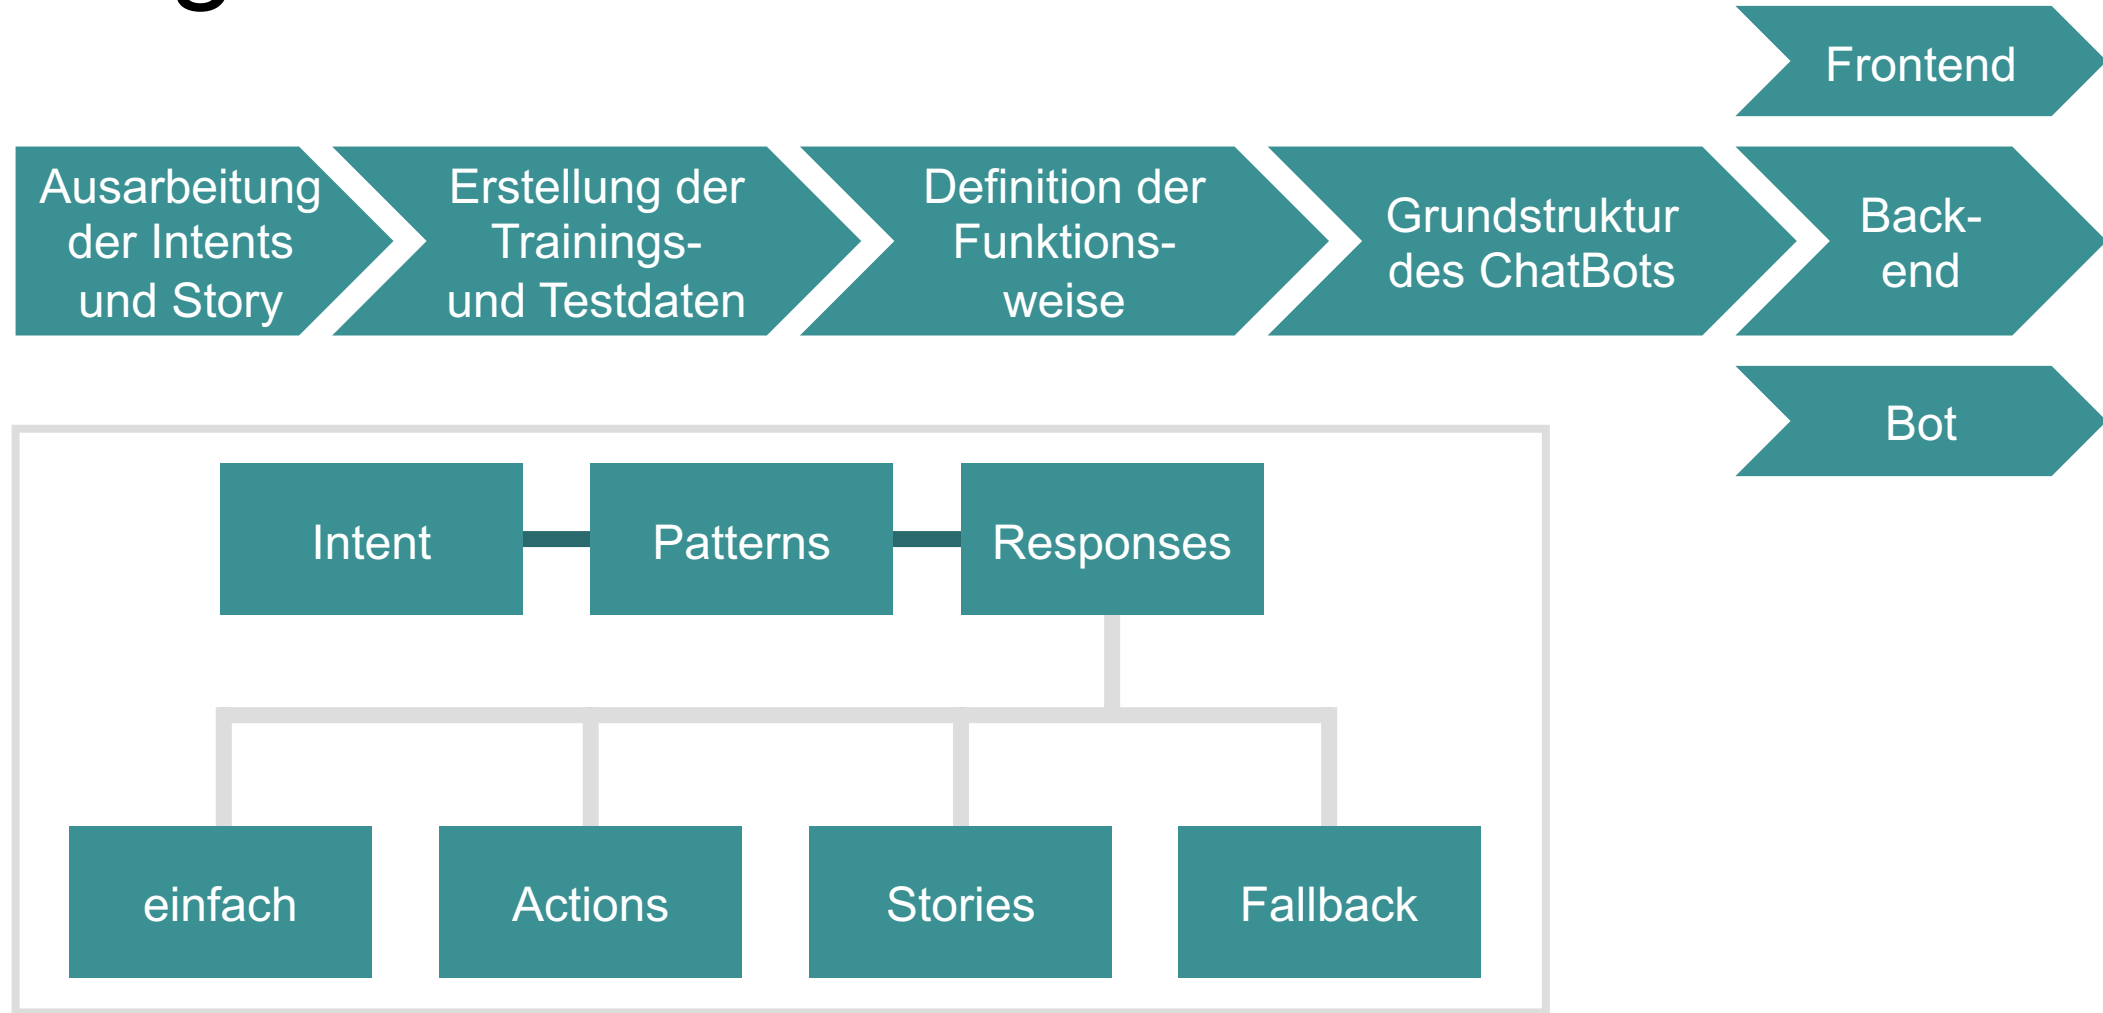 Frontend
Ausarbeitung
der Intents
und Story
Erstellung der
Trainings-
und Testdaten
Definition der
Funktions-
weise
Grundstruktur
des ChatBots
Back-
end
Bot
Intent
Patterns
Responses
einfach
Actions
Stories
Fallback